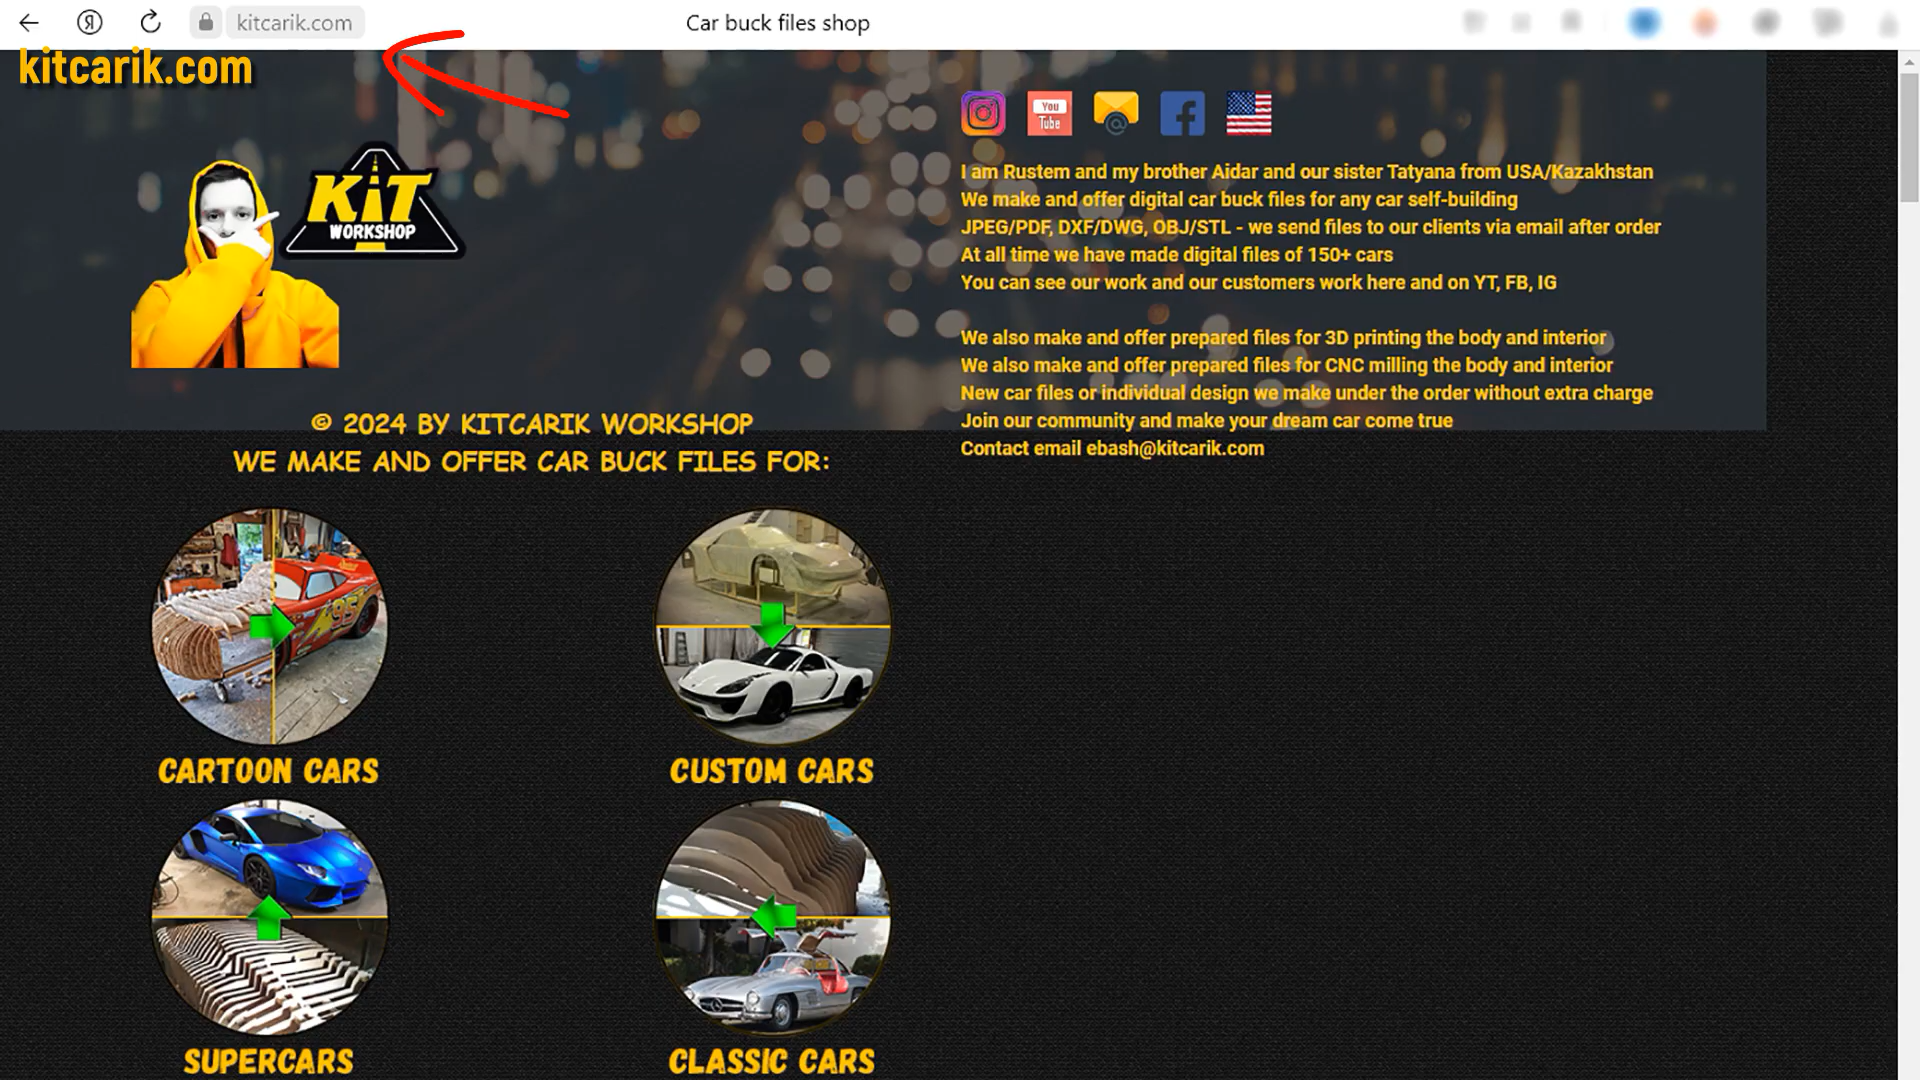 kitcarik.com
Car buck files shop
kitcarik.com
KiT
WORKSHOP
You
Tube
I am Rustem and my brother Aidar and our sister Tatyana from USA/Kazakhstan
We make and offer digital car buck files for any car self-building
JPEG/PDF, DXF/DWG, OBJ/STL - we send files to our clients via email after order
At all time we have made digital files of 150+ cars
You can see our work and our customers work here and on YT, FB, IG
We also make and offer prepared files for 3D printing the body and interior
We also make and offer prepared files for CNC milling the body and interior
New car files or individual design we make under the order without extra charge
Join our community and make your dream car come true
Contact email ebash@kitcarik.com
© 2024 BY KITCARIK WORKSHOP
WE MAKE AND OFFER CAR BUCK FILES FOR:
95
CARTOON CARS
CUSTOM CARS
SUPERCARS
CLASSIC CARS